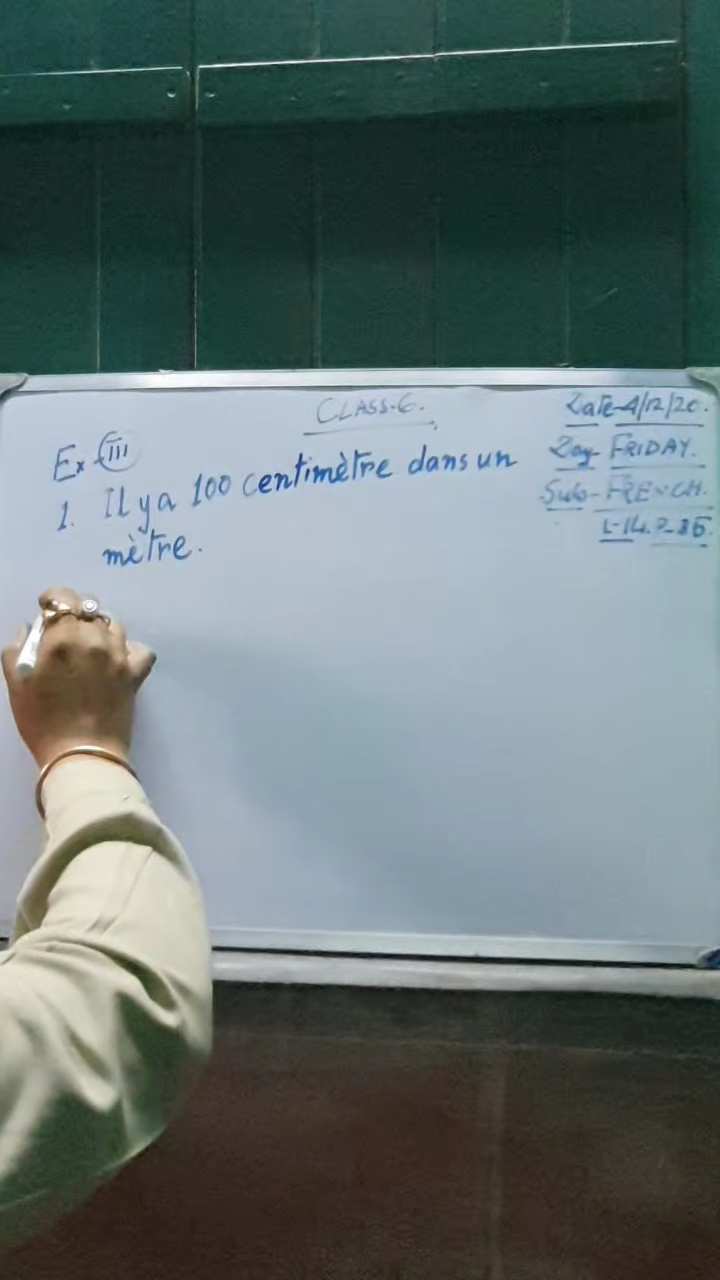 CLASS-6.
Date-4/12/20.
Day- FRIDAY.
Sub- FRENCH.
L-14. P-86
Ex-III
1. Il y a 100 centimètre dans un
mètre.